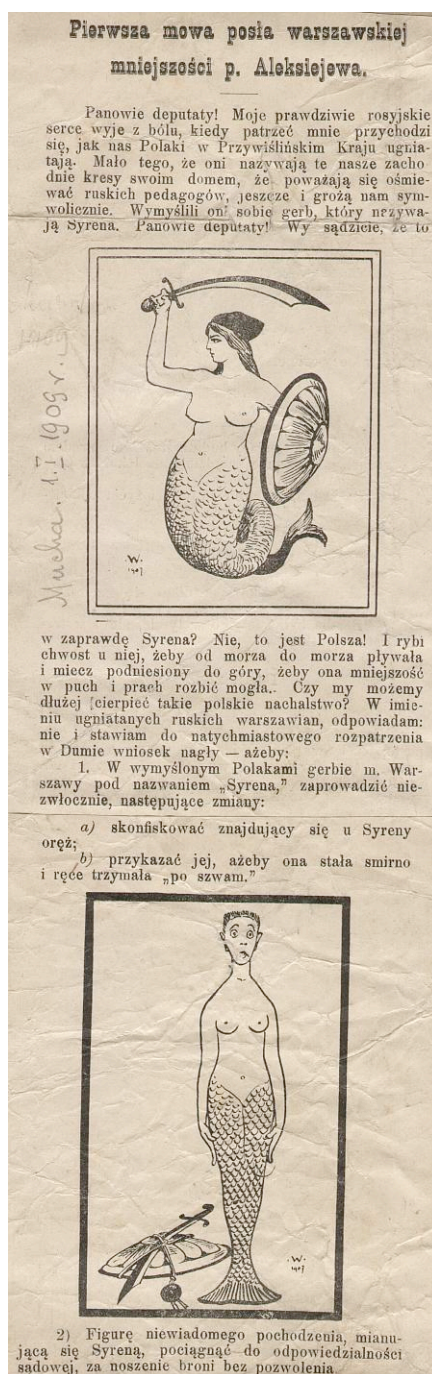 Pierwsza mowa posła warszawskiej
mniejszości p. Aleksiejewa.
Panowie deputaty! Moje prawdziwie rosyjskie
serce wyje z bólu, kiedy patrzeć mnie przychodzi
się, jak nas Polaki w Przywiślińskim Kraju ugnia-
tają. Mało tego, że oni nazywają te nasze zacho
dnie kresy swoim domem, że poważają się ośmie-
wać ruskich pedagogów, jeszcze i grożą nam sym-
wolicznie. Wymyślili oni sobie gerb, który nazywa-
ją Syrena. Panowie deputaty! Wy sądzicie, że to
Mucha. 1.I.1909r.
W.
1907
w zaprawdę Syrena? Nie, to jest Polsza! I rybi
chwost u niej, żeby od morza do morza pływała
i miecz podniesiony do góry, żeby ona mniejszość
w puch i prach rozbić mogła. Czy my możemy
dłużej cierpieć takie polskie nachalstwo? W imie-
niu ugniatanych ruskich warszawian, odpowiadam:
nie i stawiam do natychmiastowego rozpatrzenia
w Dumie wniosek nagły — ażeby:
1. W wymyślonym Polakami gerbie m. War-
szawy pod nazwaniem „Syrena,” zaprowadzić nie-
zwłocznie, następujące zmiany:
a) skonfiskować znajdujący się u Syreny
oręż;
b) przykazać jej, ażeby ona stała smirno
i ręce trzymała „po szwam.”
.W.
1907
2) Figurę niewiadomego pochodzenia, mianu-
jącą się Syreną, pociągnąć do odpowiedzialności
sądowej, za noszenie broni bez pozwolenia.